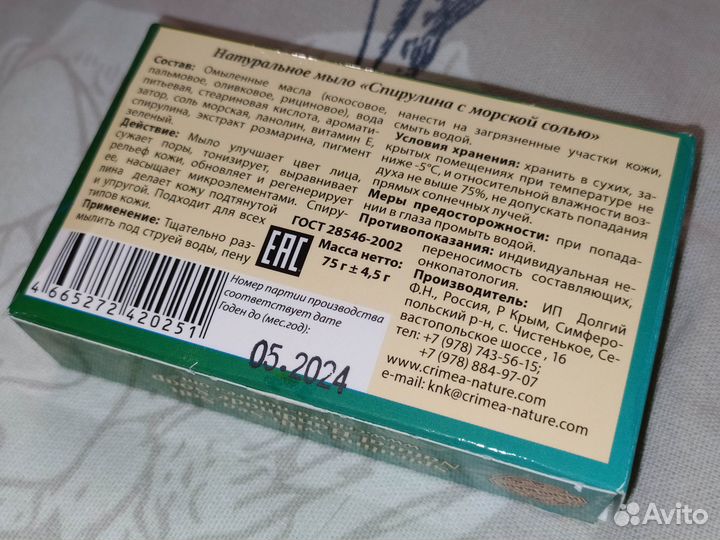 Натуральное мыло «Спирулина с морской солью»
Состав: Омыленные масла (кокосовое,
пальмовое, оливковое, рициновое), вода
питьевая, стеариновая кислота, аромати-
затор, соль морская, ланолин, витамин Е,
спирулина, экстракт розмарина, пигмент
зеленый.
Действие: Мыло улучшает цвет лица,
сужает поры, тонизирует, выравнивает
рельеф кожи, обновляет и регенерирует
ее, насыщает микроэлементами. Спиру-
лина делает кожу подтянутой
и упругой. Подходит для всех
типов кожи.
Применение: Тщательно раз-
мылить под струей воды, пену
нанести на загрязненные участки кожи,
смыть водой.
Условия хранения: хранить в сухих, за-
крытых помещениях при температуре не
ниже -5°С, и относительной влажности воз-
духа не выше 75%, не допускать попадания
прямых солнечных лучей.
Меры предосторожности: при попада-
нии в глаза промыть водой.
Противопоказания: индивидуальная не-
переносимость составляющих,
онкопатология.
Производитель: ИП Долгий
Ф.Н., Россия, Р Крым, Симферо-
польский р-н, с. Чистенькое, Се-
вастопольское шоссе , 16
тел: +7 (978) 743-56-15;
+7 (978) 884-97-07
www.crimea-nature.com
e-mail: knk@crimea-nature.com
ГОСТ 28546-2002
EAC
Масса нетто:
75 г ± 4,5 г
4 665272 420251
Номер партии производства
соответствует дате
Годен до (мес.год):
05.2024
Avito